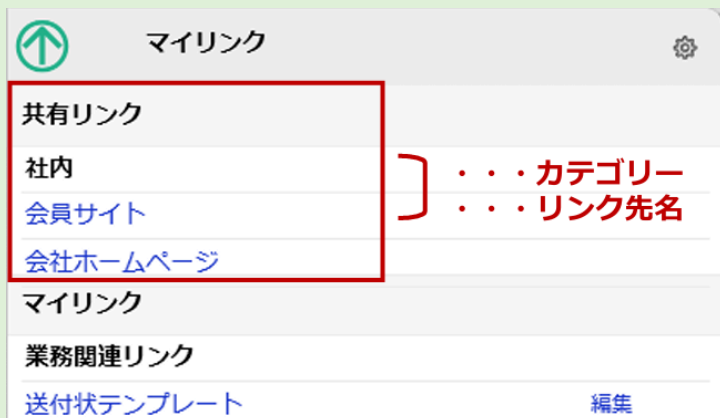 マイリンク
共有リンク
社内
・・・カテゴリー
会員サイト
・・・リンク先名
会社ホームページ
マイリンク
業務関連リンク
送付状テンプレート 編集